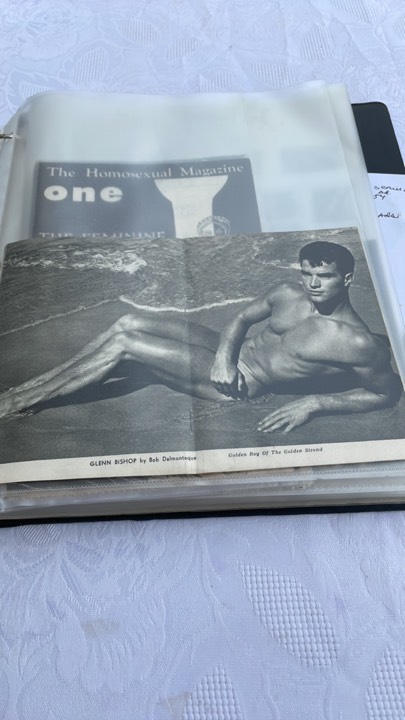 The Homosexual Magazine
one
THE FEMININE
GLENN BISHOP by Bob Delmonteque
Golden Boy Of The Golden Strand